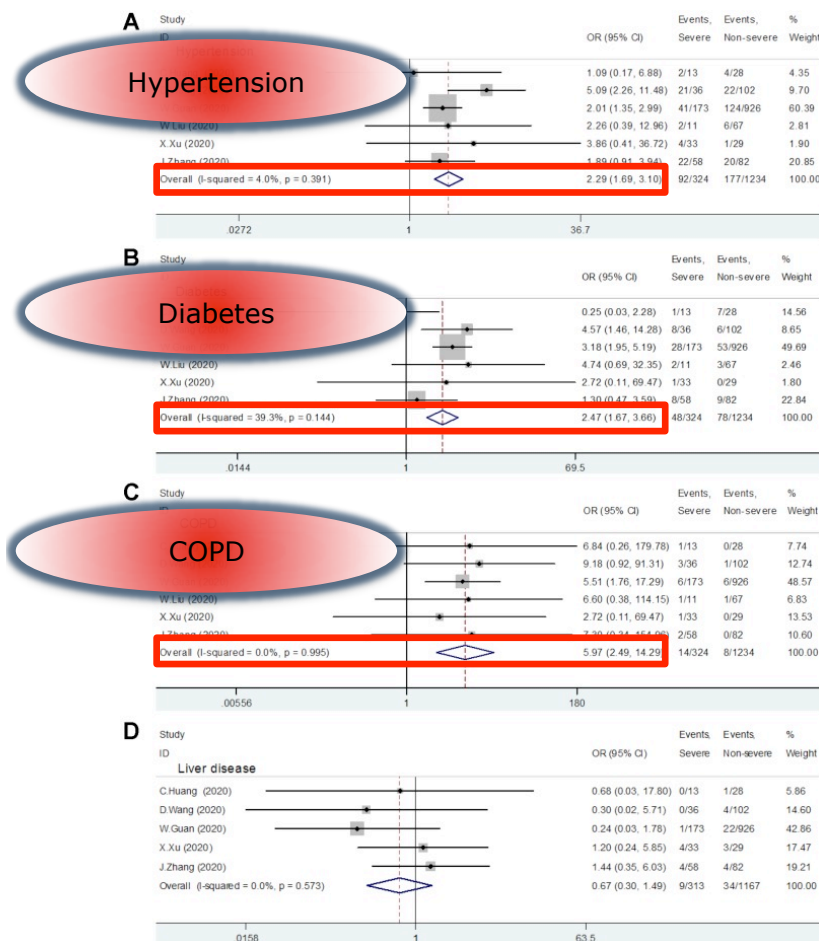 A Study Events, Events, %
ID OR (95% CI) Severe Non-severe Weight
Hypertension
1.09 (0.17, 6.88) 2/13 4/28 4.35
5.09 (2.26, 11.48) 21/36 22/102 9.70
2.01 (1.35, 2.99) 41/173 124/926 60.39
W.Liu (2020) 2.26 (0.39, 12.96) 2/11 6/67 2.81
X.Xu (2020) 3.86 (0.41, 36.72) 4/33 1/29 1.90
J.Zhang (2020) 1.89 (0.91, 3.94) 22/58 20/82 20.85
Overall (I-squared = 4.0%, p = 0.391) 2.29 (1.69, 3.10) 92/324 177/1234 100.00
.0272 1 36.7
B Study Events, Events, %
OR (95% CI) Severe Non-severe Weight
Diabetes
0.25 (0.03, 2.28) 1/13 7/28 14.56
4.57 (1.46, 14.28) 8/36 6/102 8.65
3.18 (1.95, 5.19) 28/173 53/926 49.69
W.Liu (2020) 4.74 (0.69, 32.35) 2/11 3/67 2.46
X.Xu (2020) 2.72 (0.11, 69.47) 1/33 0/29 1.80
J.Zhang (2020) 1.30 (0.47, 3.59) 8/58 9/82 22.84
Overall (I-squared = 39.3%, p = 0.144) 2.47 (1.67, 3.66) 48/324 78/1234 100.00
.0144 1 69.5
C Study Events, Events, %
OR (95% CI) Severe Non-severe Weight
COPD
6.84 (0.26, 179.78) 1/13 0/28 7.74
9.18 (0.92, 91.31) 3/36 1/102 12.74
5.51 (1.76, 17.29) 6/173 6/926 48.57
W.Liu (2020) 6.60 (0.38, 114.15) 1/11 1/67 6.83
X.Xu (2020) 2.72 (0.11, 69.47) 1/33 0/29 13.53
J.Zhang (2020) 2/58 0/82 10.60
Overall (I-squared = 0.0%, p = 0.995) 5.97 (2.49, 14.29) 14/324 8/1234 100.00
.00556 1 180
D Study Events, Events, %
ID OR (95% CI) Severe Non-severe Weight
Liver disease
C.Huang (2020) 0.68 (0.03, 17.80) 0/13 1/28 5.86
D.Wang (2020) 0.30 (0.02, 5.71) 0/36 4/102 14.60
W.Guan (2020) 0.24 (0.03, 1.78) 1/173 22/926 42.86
X.Xu (2020) 1.20 (0.24, 5.85) 4/33 3/29 17.47
J.Zhang (2020) 1.44 (0.35, 6.03) 4/58 4/82 19.21
Overall (I-squared = 0.0%, p = 0.573) 0.67 (0.30, 1.49) 9/313 34/1167 100.00
.0158 1 63.5